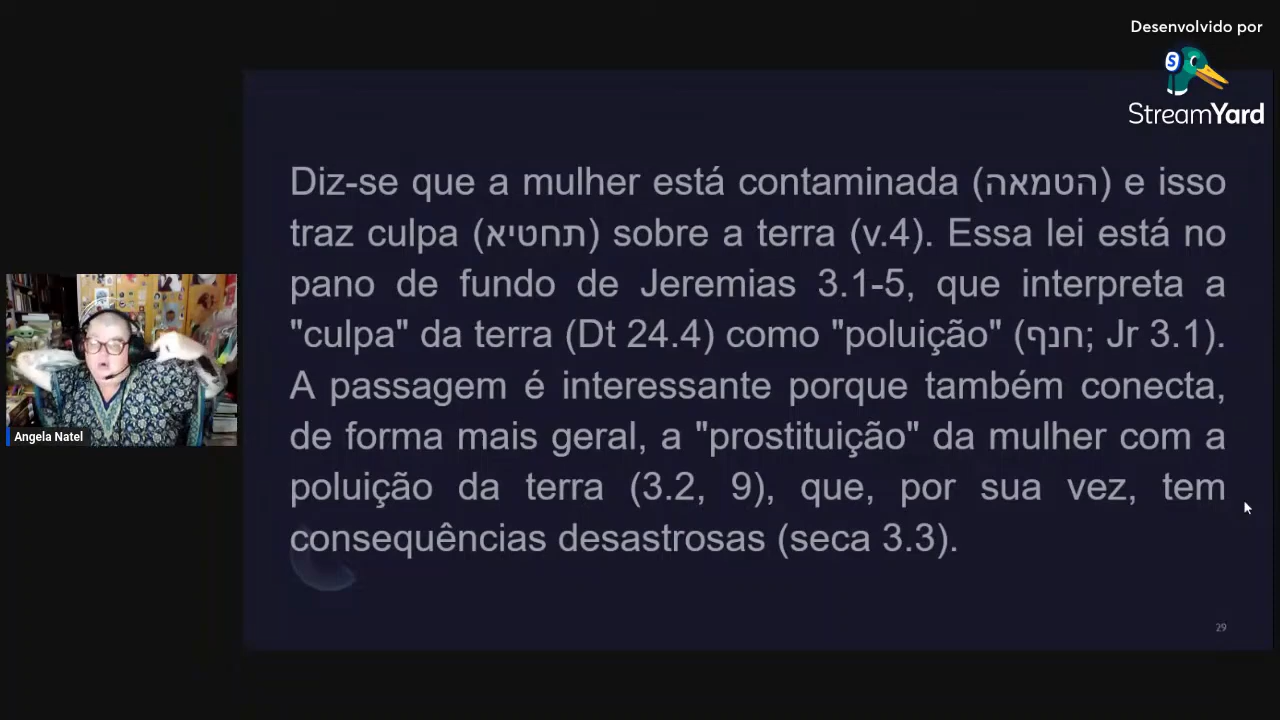 Desenvolvido por
StreamYard
Diz-se que a mulher está contaminada (הטמאה) e isso
traz culpa (תחטיא) sobre a terra (v.4). Essa lei está no
pano de fundo de Jeremias 3.1-5, que interpreta a
"culpa" da terra (Dt 24.4) como "poluição" (חנף; Jr 3.1).
A passagem é interessante porque também conecta,
de forma mais geral, a "prostituição" da mulher com a
poluição da terra (3.2, 9), que, por sua vez, tem
consequências desastrosas (seca 3.3).
Angela Natel
29